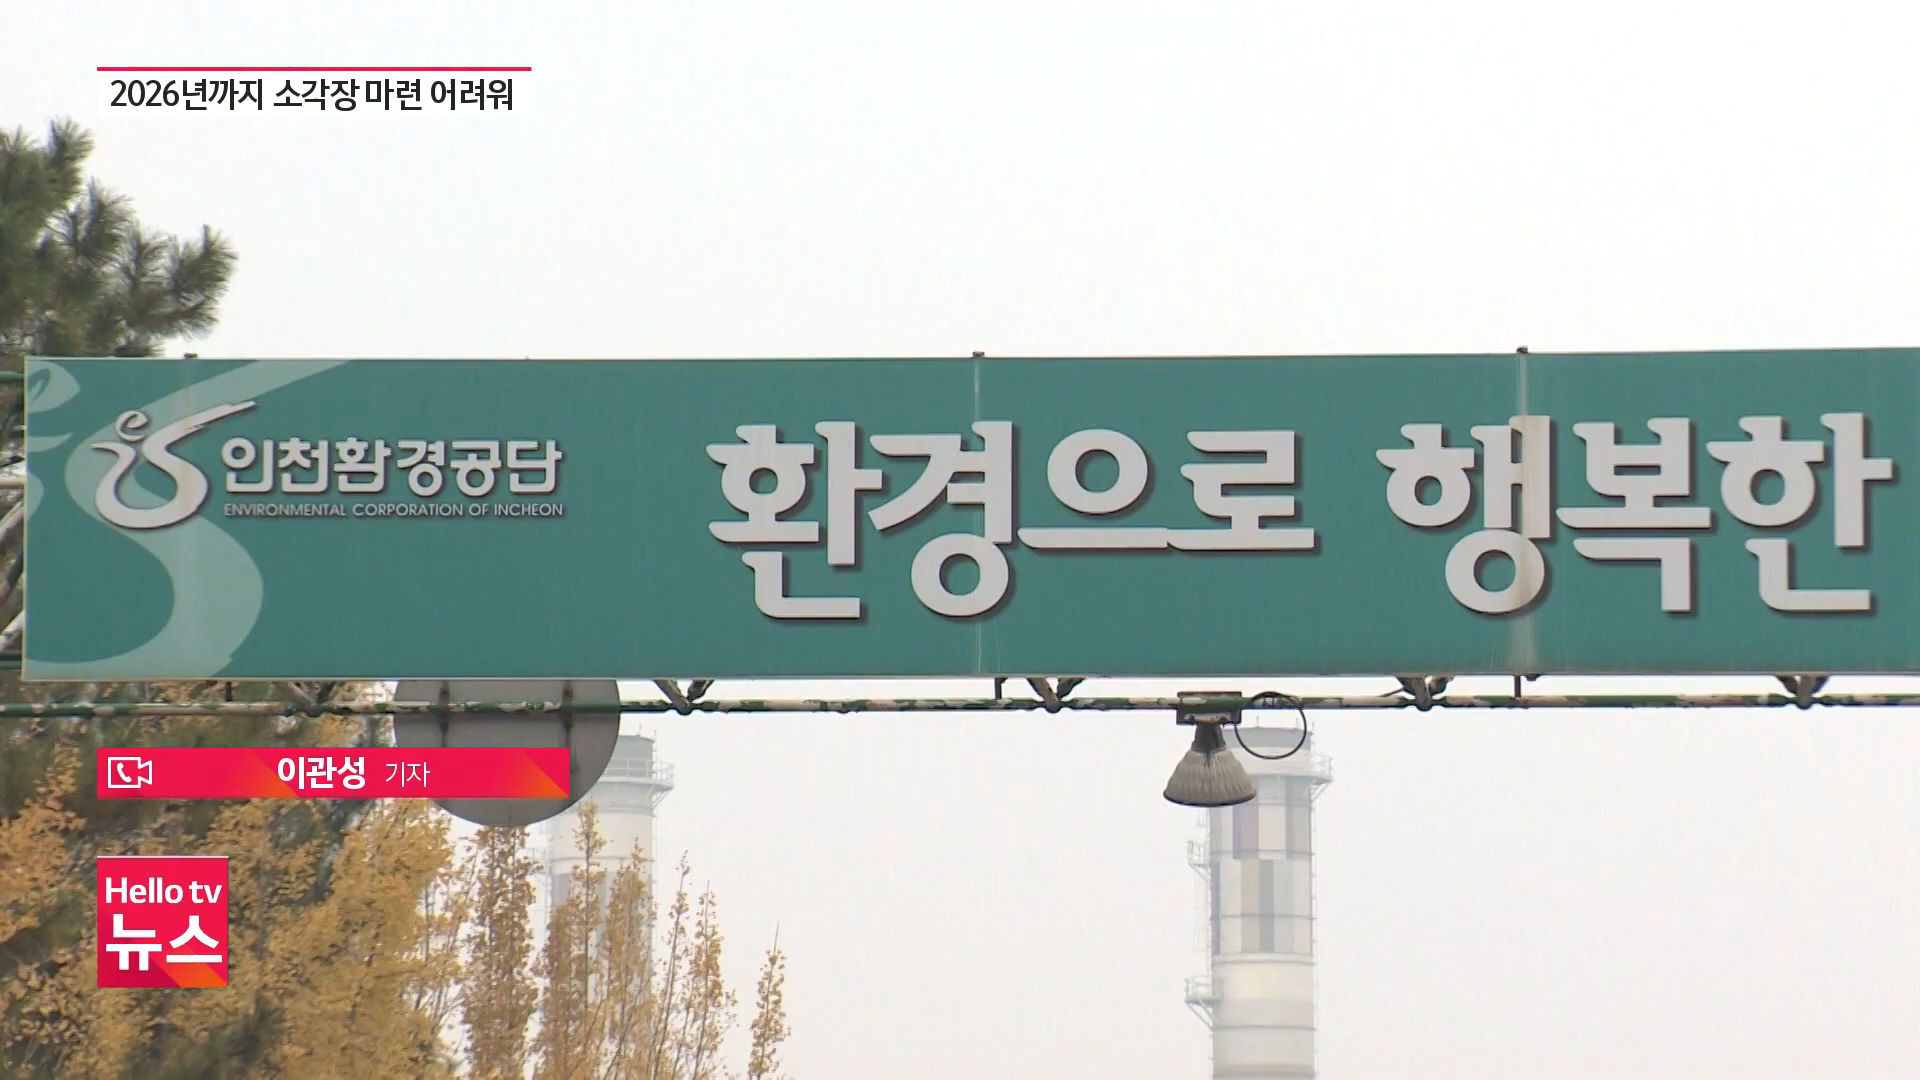 2026년까지 소각장 마련 어려워
인천환경공단
ENVIRONMENTAL CORPORATION OF INCHEON
환경으로 행복한
이관성 기자
Hello tv
뉴스